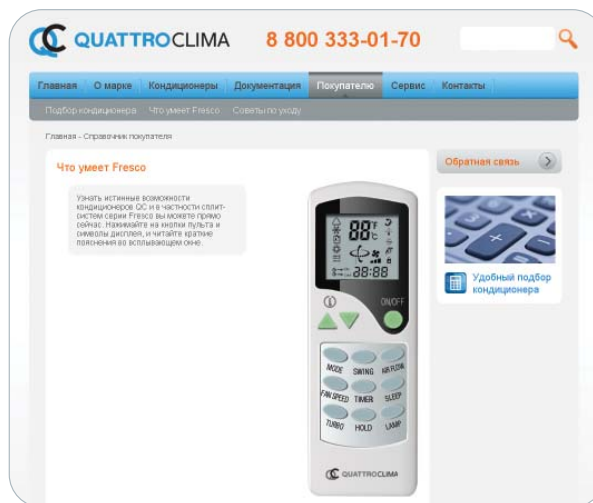 QUATTROCLIMA
8 800 333-01-70
Главная О марке Кондиционеры Документация Покупателю Сервис Контакты
Подбор кондиционера Что умеет Fresco Советы по уходу
Главная - Справочник покупателя
Что умеет Fresco
Узнать истинные возможности
кондиционеров QC и в частности сплит-
систем серии Fresco вы можете прямо
сейчас. Нажимайте на кнопки пульта и
символы дисплея, и читайте краткие
пояснения во всплывающем окне.
88 °F °C
28:88
ON/OFF
MODE SWING AIR FLOW
FAN SPEED TIMER SLEEP
TURBO HOLD LAMP
QUATTROCLIMA
Обратная связь
Удобный подбор
кондиционера